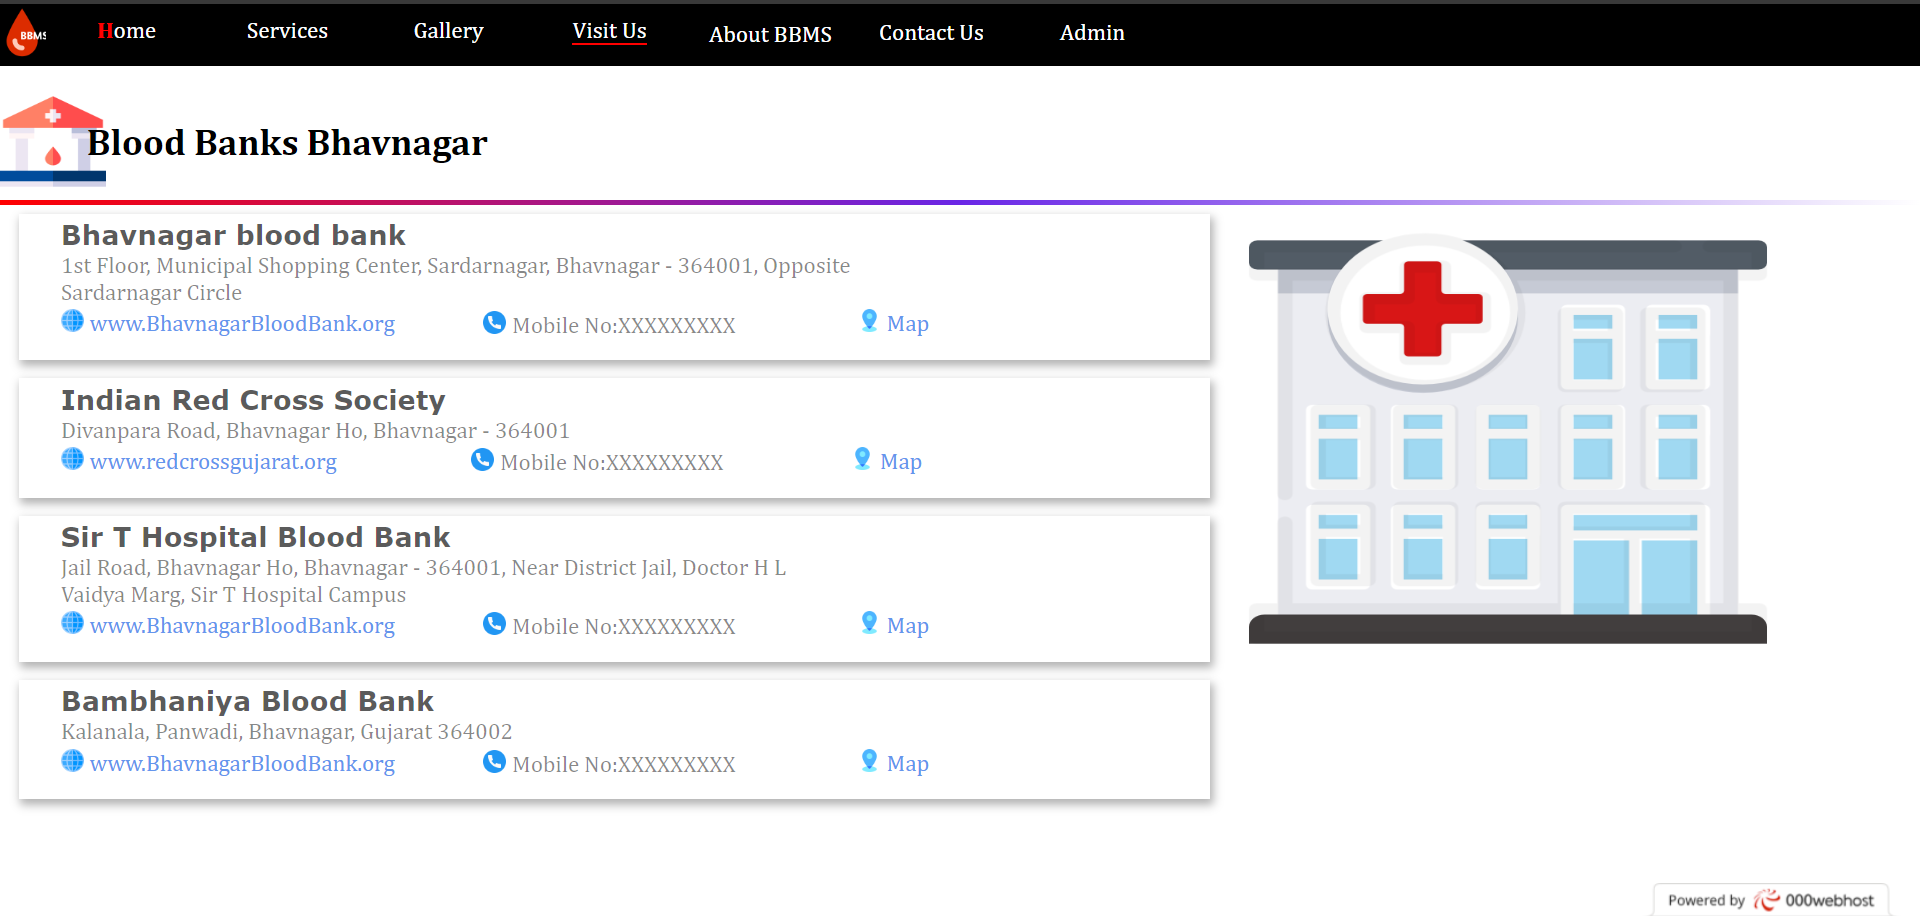 BBMS
Home Services Gallery Visit Us About BBMS Contact Us Admin
Blood Banks Bhavnagar
Bhavnagar blood bank
1st Floor, Municipal Shopping Center, Sardarnagar, Bhavnagar - 364001, Opposite
Sardarnagar Circle
www.BhavnagarBloodBank.org Mobile No:XXXXXXXXX Map
Indian Red Cross Society
Divanpara Road, Bhavnagar Ho, Bhavnagar - 364001
www.redcrossgujarat.org Mobile No:XXXXXXXXX Map
Sir T Hospital Blood Bank
Jail Road, Bhavnagar Ho, Bhavnagar - 364001, Near District Jail, Doctor H L
Vaidya Marg, Sir T Hospital Campus
www.BhavnagarBloodBank.org Mobile No:XXXXXXXXX Map
Bambhaniya Blood Bank
Kalanala, Panwadi, Bhavnagar, Gujarat 364002
www.BhavnagarBloodBank.org Mobile No:XXXXXXXXX Map
Powered by 000webhost